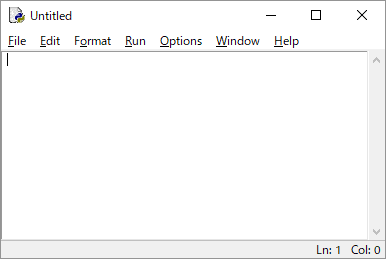 Untitled
File Edit Format Run Options Window Help
Ln: 1 Col: 0